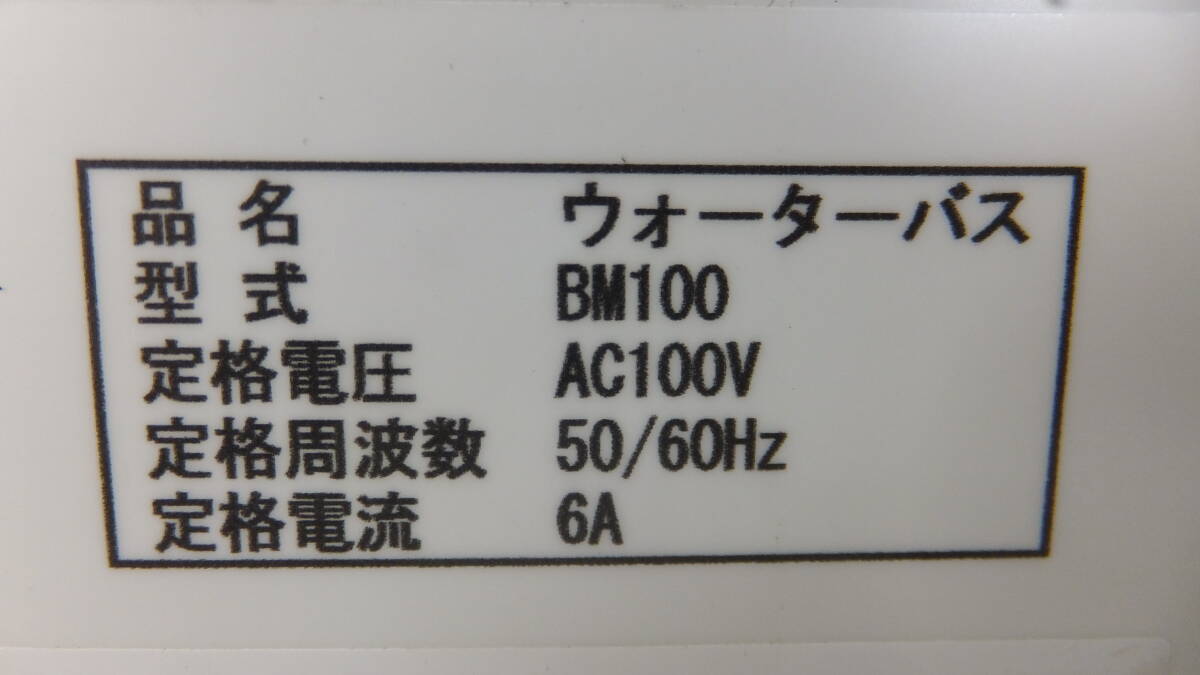 品名 ウォーターバス
型式 BM100
定格電圧 AC100V
定格周波数 50/60Hz
定格電流 6A